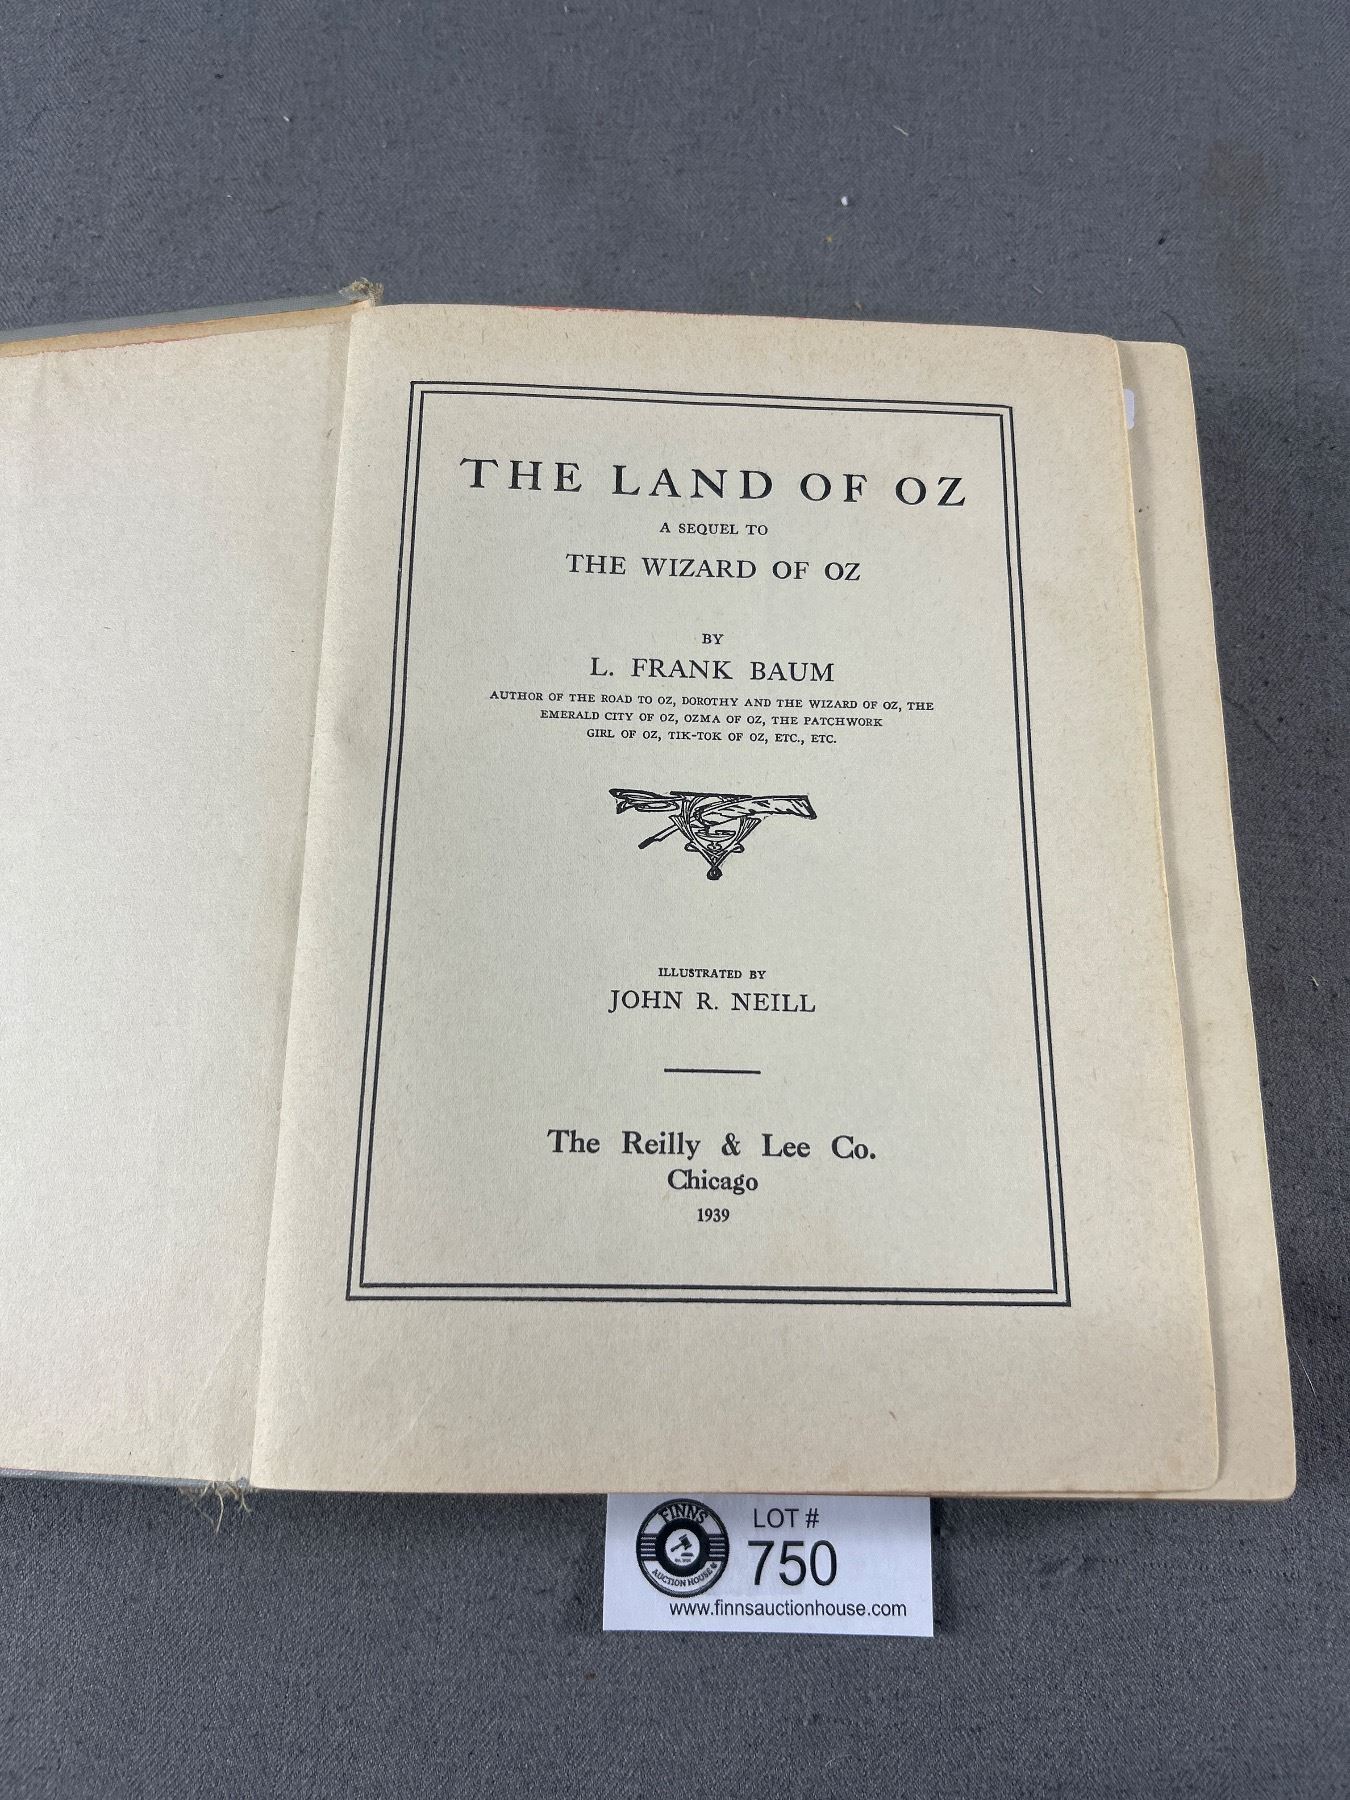 THE LAND OF OZ
A SEQUEL TO
THE WIZARD OF OZ
BY
L. FRANK BAUM
AUTHOR OF THE ROAD TO OZ, DOROTHY AND THE WIZARD OF OZ, THE
EMERALD CITY OF OZ, OZMA OF OZ, THE PATCHWORK
GIRL OF OZ, TIK-TOK OF OZ, ETC., ETC.
ILLUSTRATED BY
JOHN R. NEILL
The Reilly & Lee Co.
Chicago
1939
FINNS
AUCTION HOUSE
LOT #
750
www.finnsauctionhouse.com